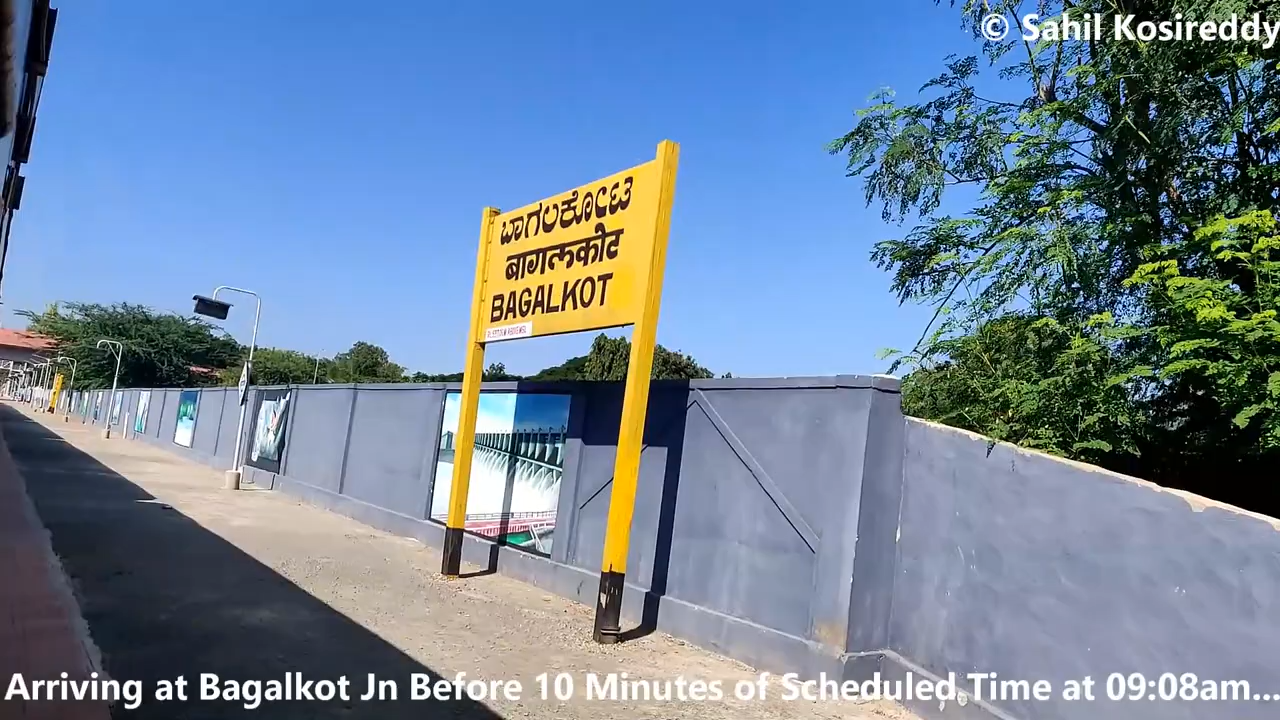 © Sahil Kosireddy
ಬಾಗಲಕೋಟೆ
बागलकोट
BAGALKOT
Arriving at Bagalkot Jn Before 10 Minutes of Scheduled Time at 09:08am...